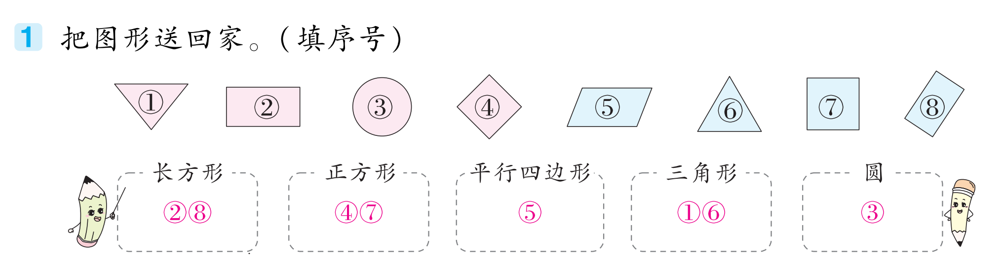 1 把图形送回家。(填序号)
① ② ③ ④ ⑤ ⑥ ⑦ ⑧
长方形 正方形 平行四边形 三角形 圆
②⑧ ④⑦ ⑤ ①⑥ ③